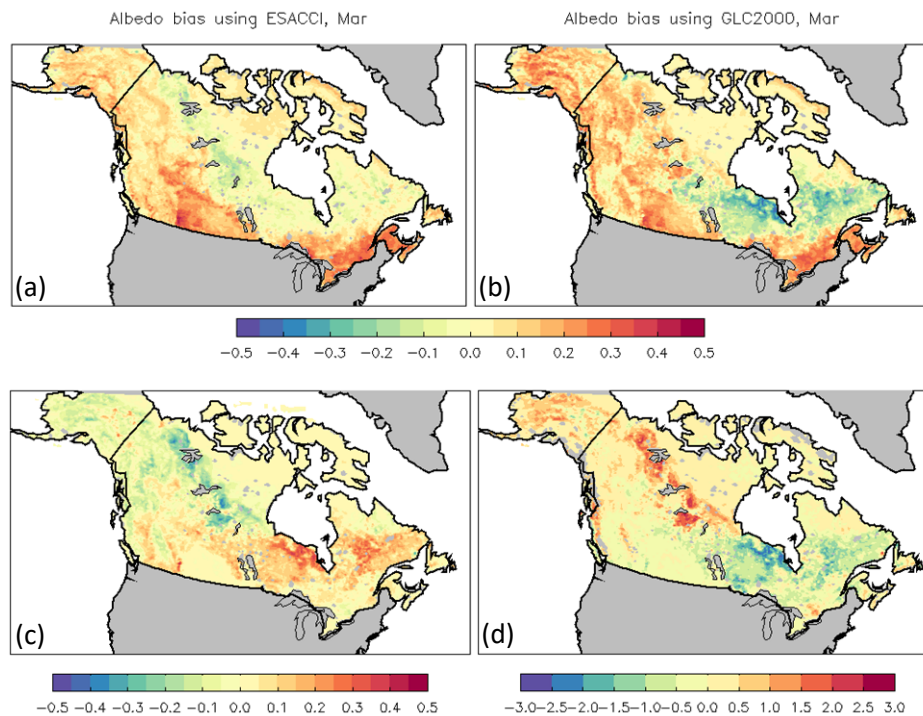 Albedo bias using ESACCI, Mar
Albedo bias using GLC2000, Mar
(a)
(b)
−0.5 −0.4 −0.3 −0.2 −0.1 0.0 0.1 0.2 0.3 0.4 0.5
(c)
(d)
−0.5 −0.4 −0.3 −0.2 −0.1 0.0 0.1 0.2 0.3 0.4 0.5
−3.0 −2.5 −2.0 −1.5 −1.0 −0.5 0.0 0.5 1.0 1.5 2.0 2.5 3.0